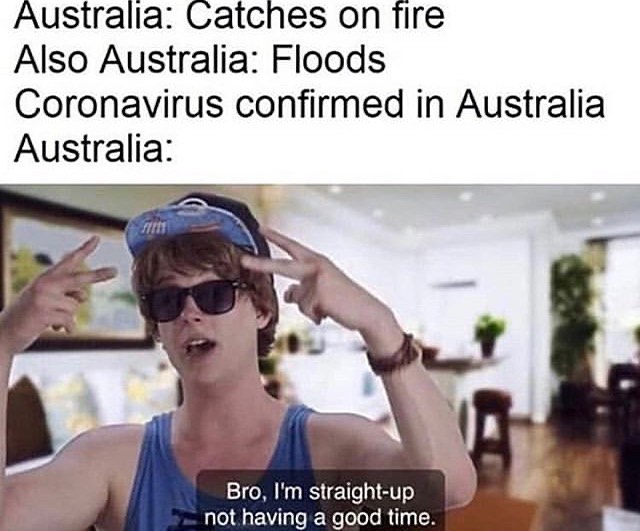 Australia: Catches on fire
Also Australia: Floods
Coronavirus confirmed in Australia
Australia:
Bro, I'm straight-up
not having a good time.